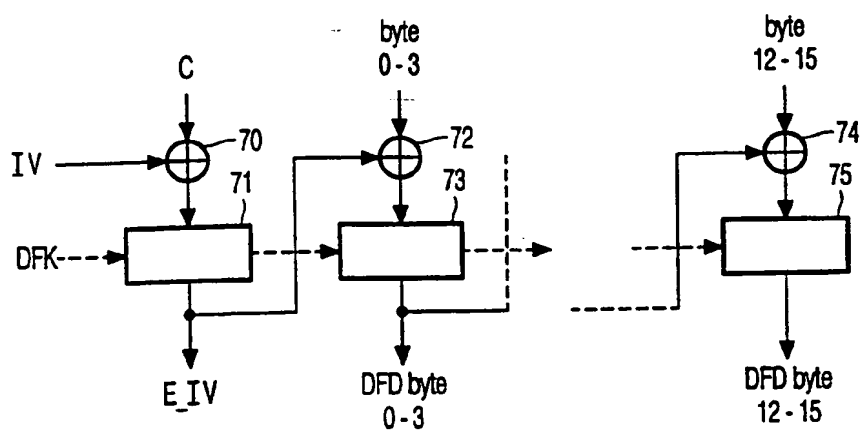 C
byte
0 - 3
byte
12 - 15
IV
70
72
74
71
73
75
DFK
E_IV
DFD byte
0 - 3
DFD byte
12 - 15